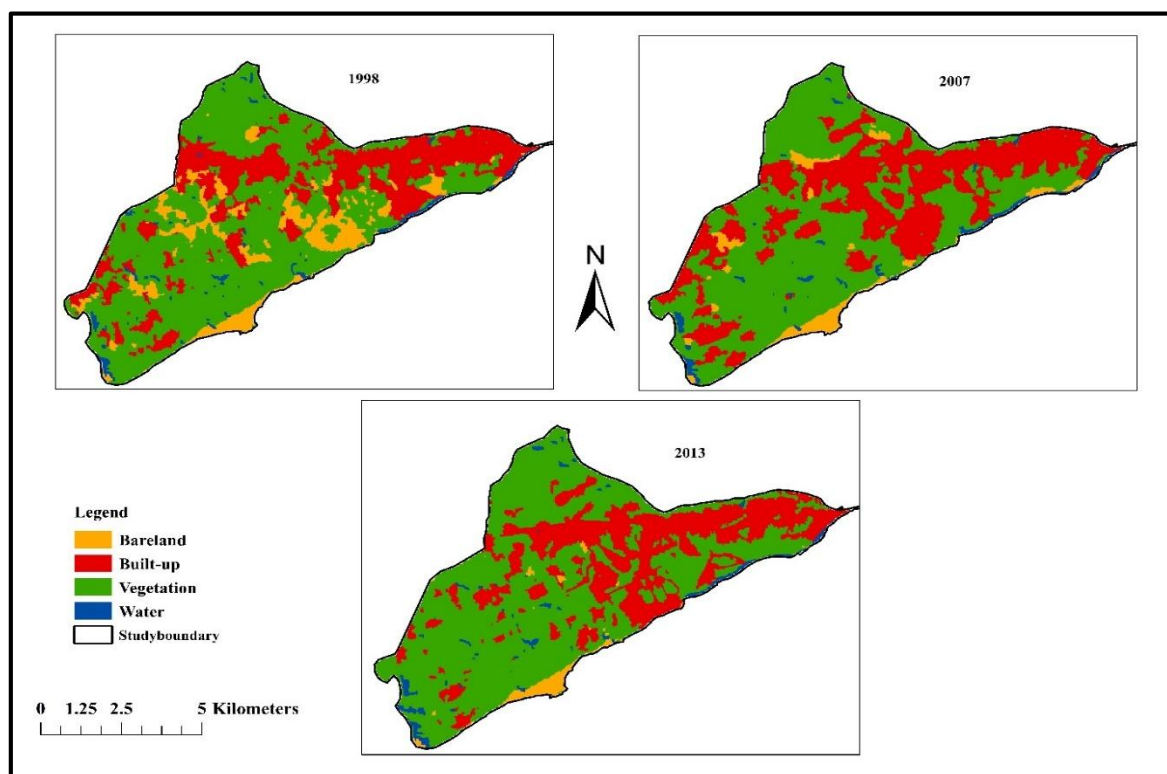 1998
2007
N
2013
Legend
Bareland
Built-up
Vegetation
Water
Studyboundary
0 1.25 2.5 5 Kilometers